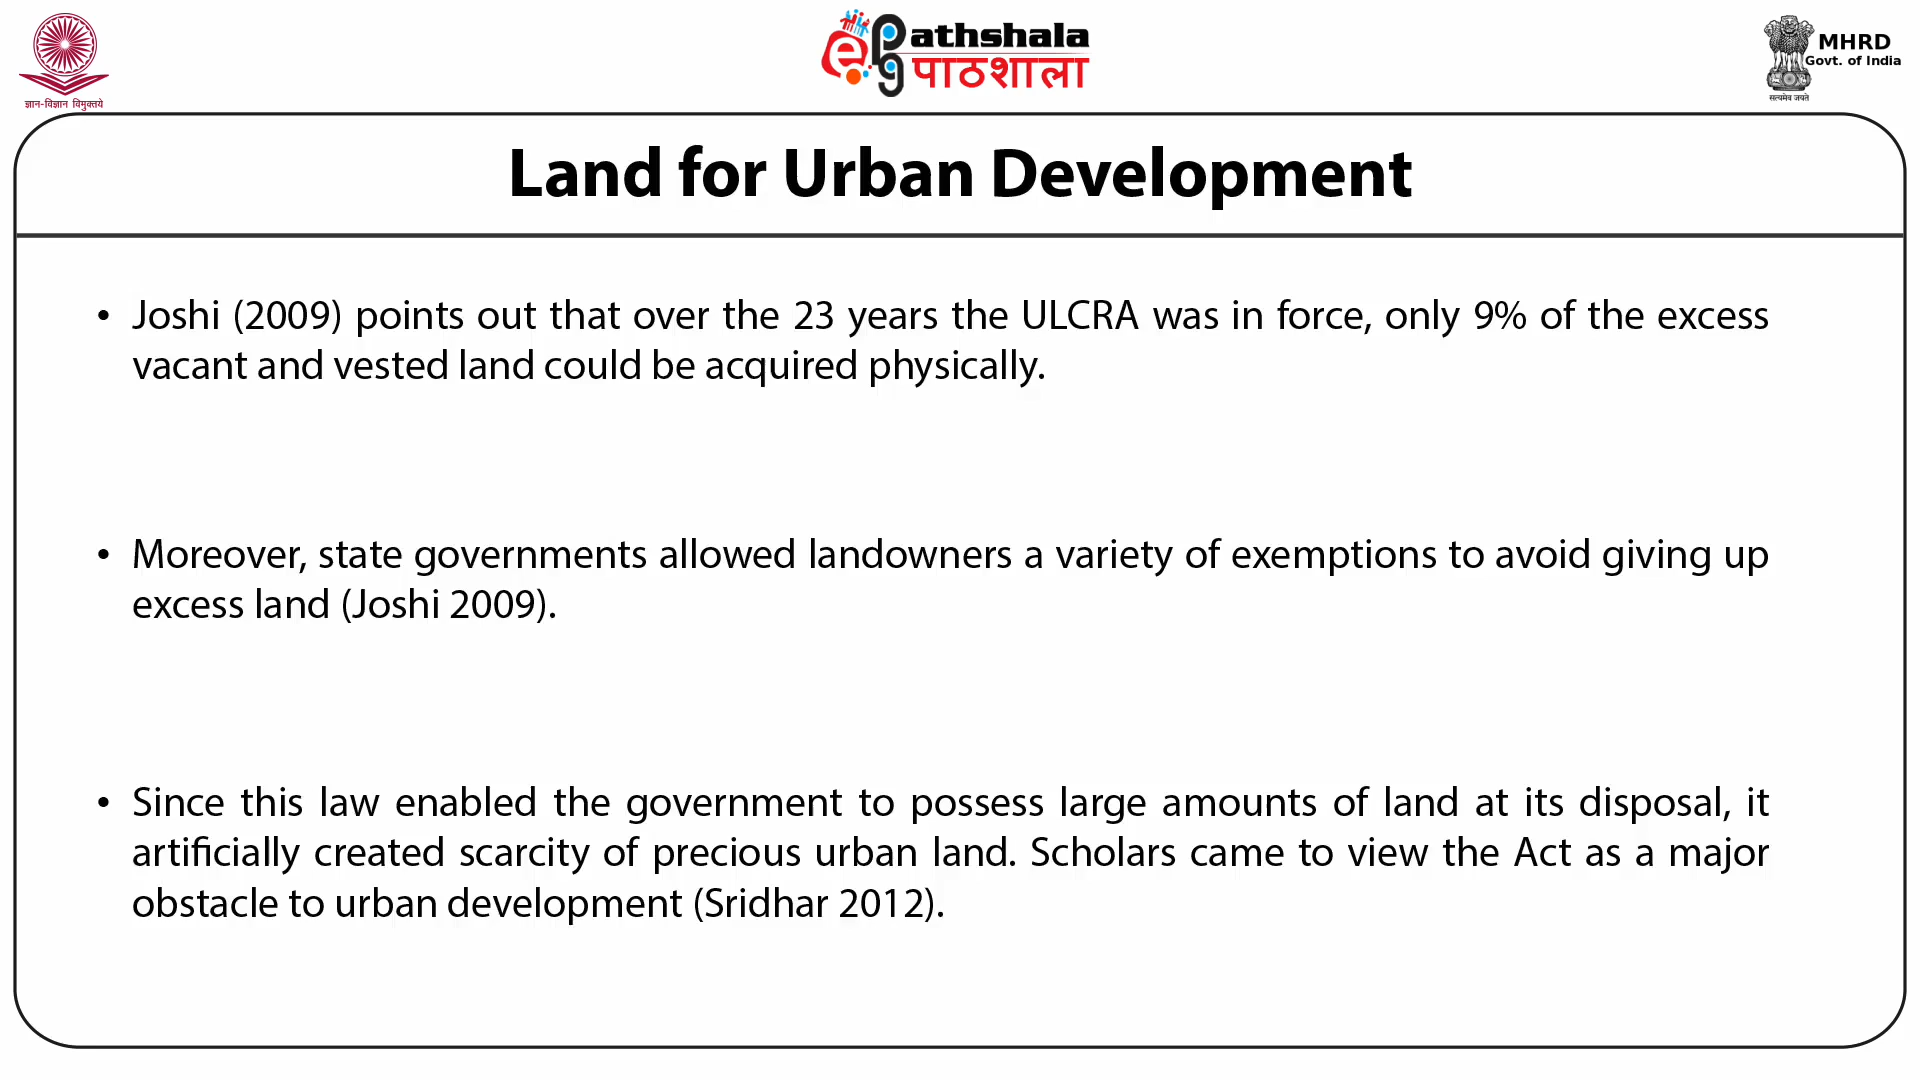 ज्ञान-विज्ञान विमुक्तये
ePathshala
पाठशाला
MHRD
Govt. of India
सत्यमेव जयते
Land for Urban Development
• Joshi (2009) points out that over the 23 years the ULCRA was in force, only 9% of the excess
vacant and vested land could be acquired physically.
• Moreover, state governments allowed landowners a variety of exemptions to avoid giving up
excess land (Joshi 2009).
• Since this law enabled the government to possess large amounts of land at its disposal, it
artificially created scarcity of precious urban land. Scholars came to view the Act as a major
obstacle to urban development (Sridhar 2012).